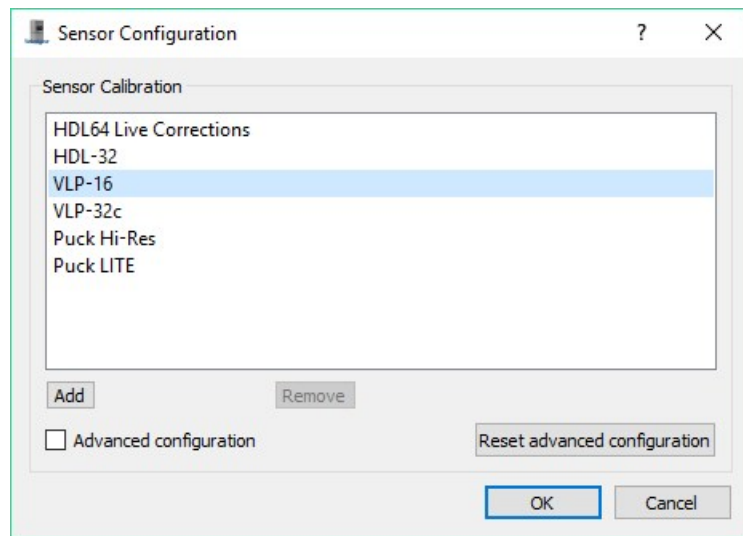 Sensor Configuration
?
Sensor Calibration
HDL64 Live Corrections
HDL-32
VLP-16
VLP-32c
Puck Hi-Res
Puck LITE
Add
Remove
Advanced configuration
Reset advanced configuration
OK
Cancel